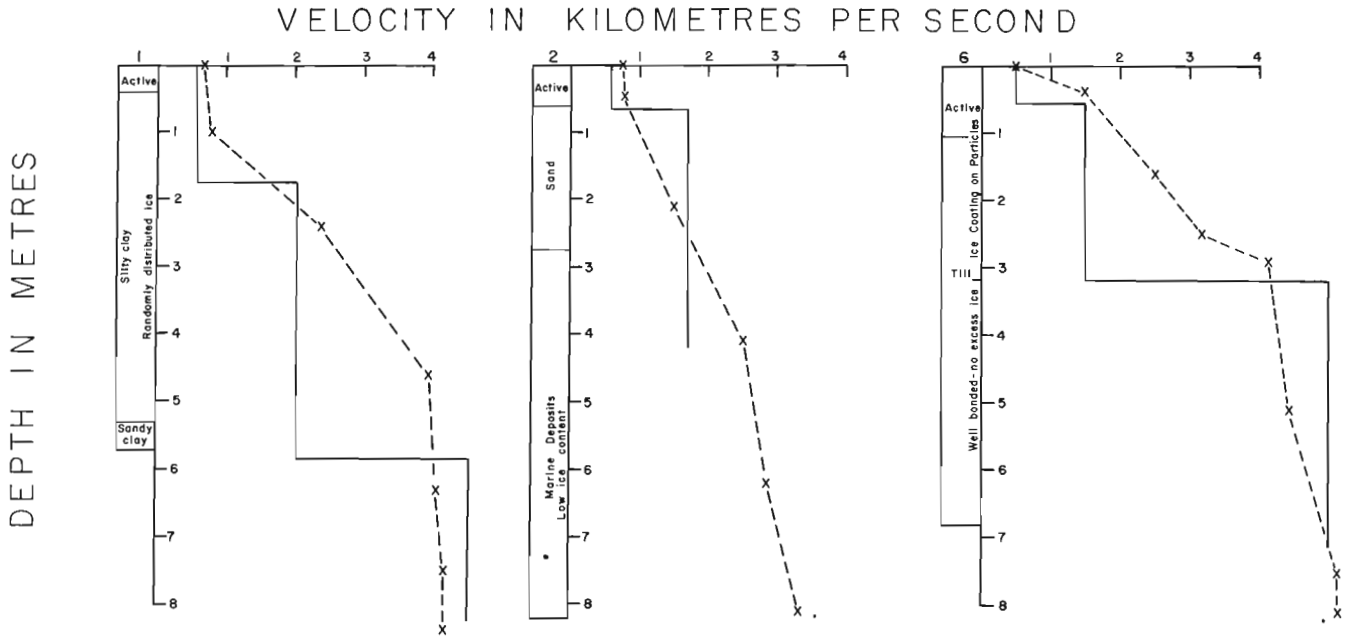 VELOCITY IN KILOMETRES PER SECOND
DEPTH IN METRES
1
1 2 3 4
Active
Silty clay
Randomly distributed ice
Sandy
clay
1
2
3
4
5
6
7
8
2
1 2 3 4
Active
Sand
Marine Deposits
Low ice content
1
2
3
4
5
6
7
8
6
1 2 3 4
Active
Till
Well bonded-no excess ice
Ice Coating on Particles
1
2
3
4
5
6
7
8